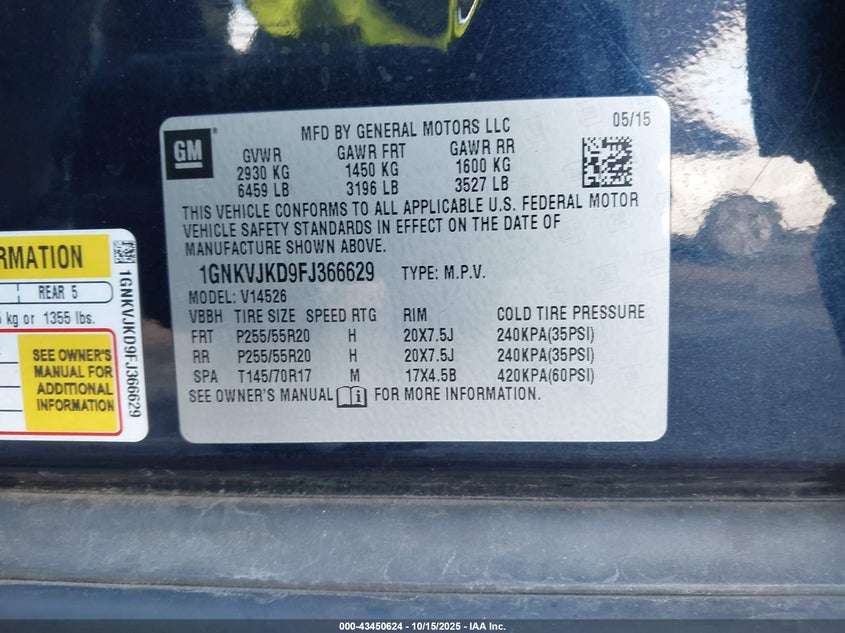 GM
MFD BY GENERAL MOTORS LLC
05/15
GVWR GAWR FRT GAWR RR
2930 KG 1450 KG 1600 KG
6459 LB 3196 LB 3527 LB
THIS VEHICLE CONFORMS TO ALL APPLICABLE U.S. FEDERAL MOTOR
VEHICLE SAFETY STANDARDS IN EFFECT ON THE DATE OF
MANUFACTURE SHOWN ABOVE.
1GNKVJKD9FJ366629 TYPE: M.P.V.
MODEL: V14526
VBBH TIRE SIZE SPEED RTG RIM COLD TIRE PRESSURE
FRT P255/55R20 H 20X7.5J 240KPA(35PSI)
RR P255/55R20 H 20X7.5J 240KPA(35PSI)
SPA T145/70R17 M 17X4.5B 420KPA(60PSI)
SEE OWNER'S MANUAL FOR MORE INFORMATION.
RMATION
REAR 5
kg or 1355 lbs.
SEE OWNER'S
MANUAL FOR
ADDITIONAL
INFORMATION
1GNKVJKD9FJ366629
000-43450624 - 10/15/2025 - IAA Inc.